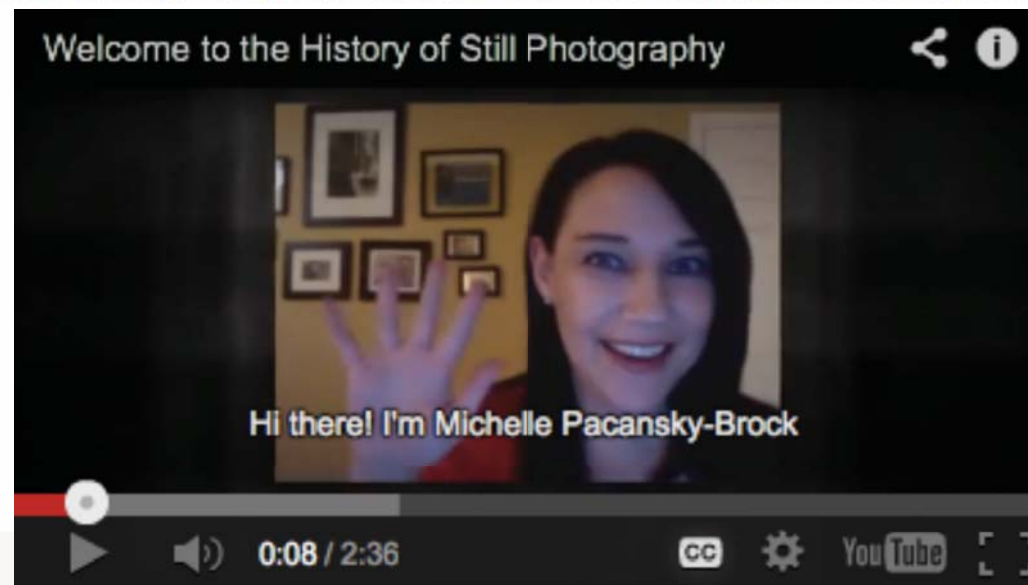 Welcome to the History of Still Photography
i
Hi there! I'm Michelle Pacansky-Brock
0:08 / 2:36
CC
YouTube